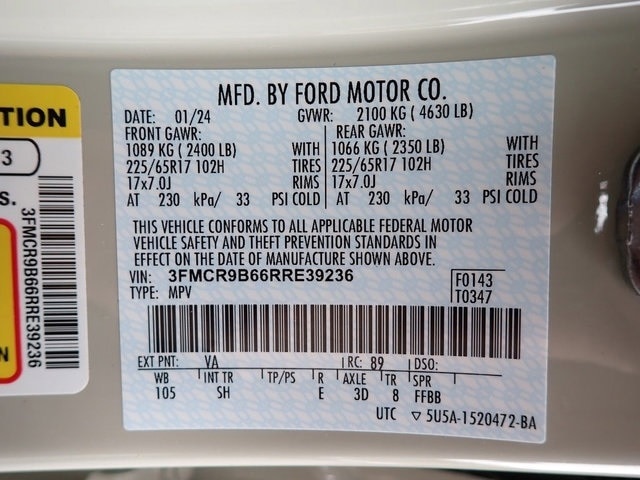 MFD. BY FORD MOTOR CO.
DATE: 01/24 GVWR: 2100 KG ( 4630 LB)
FRONT GAWR: REAR GAWR:
1089 KG ( 2400 LB) WITH 1066 KG ( 2350 LB) WITH
225/65R17 102H TIRES 225/65R17 102H TIRES
17x7.0J RIMS 17x7.0J RIMS
AT 230 kPa/ 33 PSI COLD AT 230 kPa/ 33 PSI COLD
THIS VEHICLE CONFORMS TO ALL APPLICABLE FEDERAL MOTOR
VEHICLE SAFETY AND THEFT PREVENTION STANDARDS IN
EFFECT ON THE DATE OF MANUFACTURE SHOWN ABOVE.
VIN: 3FMCR9B66RRE39236 F0143
TYPE: MPV T0347
EXT PNT: VA RC: 89 DSO:
WB INT TR TP/PS R AXLE TR SPR
105 SH E 3D 8 FFBB
UTC ▽ 5U5A-1520472-BA
TION
3
S.
3FMCR9B66RRE39236
N